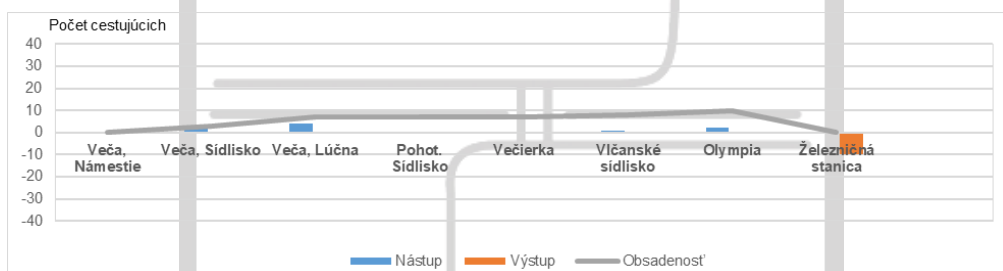 Počet cestujúcich
40
30
20
10
0
-10
-20
-30
-40
Veča, Námestie
Veča, Sídlisko
Veča, Lúčna
Pohot. Sídlisko
Večierka
Vlčanské sídlisko
Olympia
Železničná stanica
Nástup
Výstup
Obsadenosť